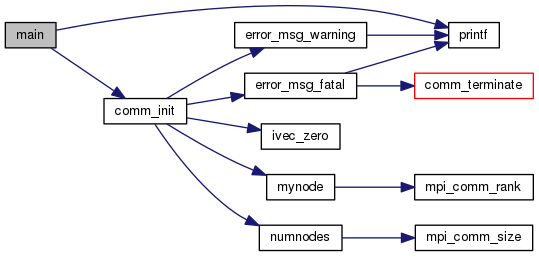 main
error_msg_warning
printf
error_msg_fatal
comm_terminate
comm_init
ivec_zero
mynode
mpi_comm_rank
numnodes
mpi_comm_size